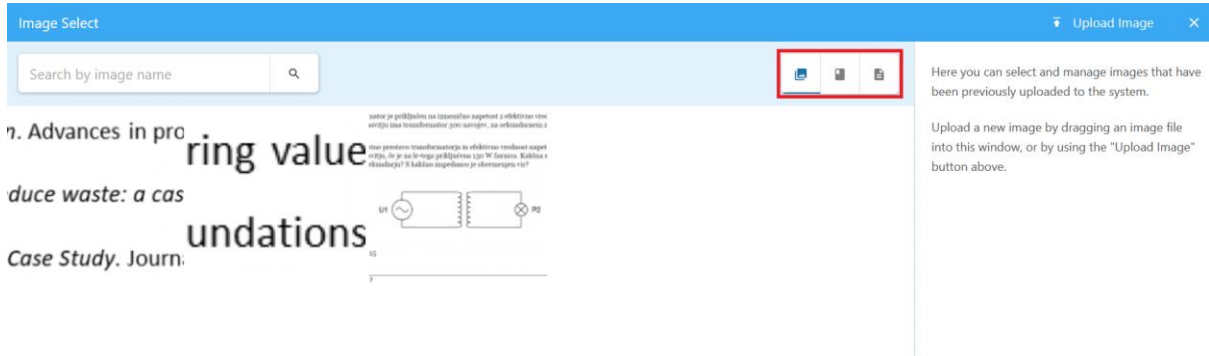 Image Select
Upload Image
Search by image name
Here you can select and manage images that have
been previously uploaded to the system.
Upload a new image by dragging an image file
into this window, or by using the "Upload Image"
button above.
n. Advances in pro
duce waste: a cas
Case Study. Journ
ring value
undations
U1
P2